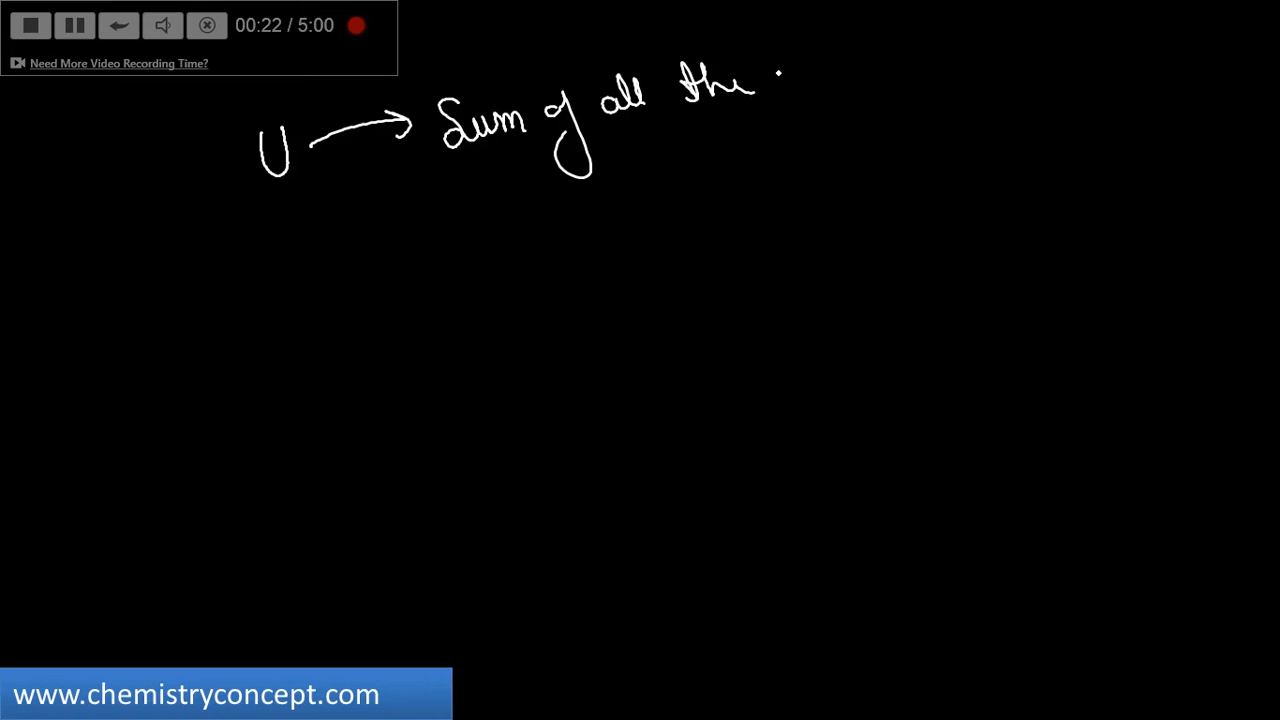 00:22 / 5:00
Need More Video Recording Time?
U → Sum of all the
www.chemistryconcept.com